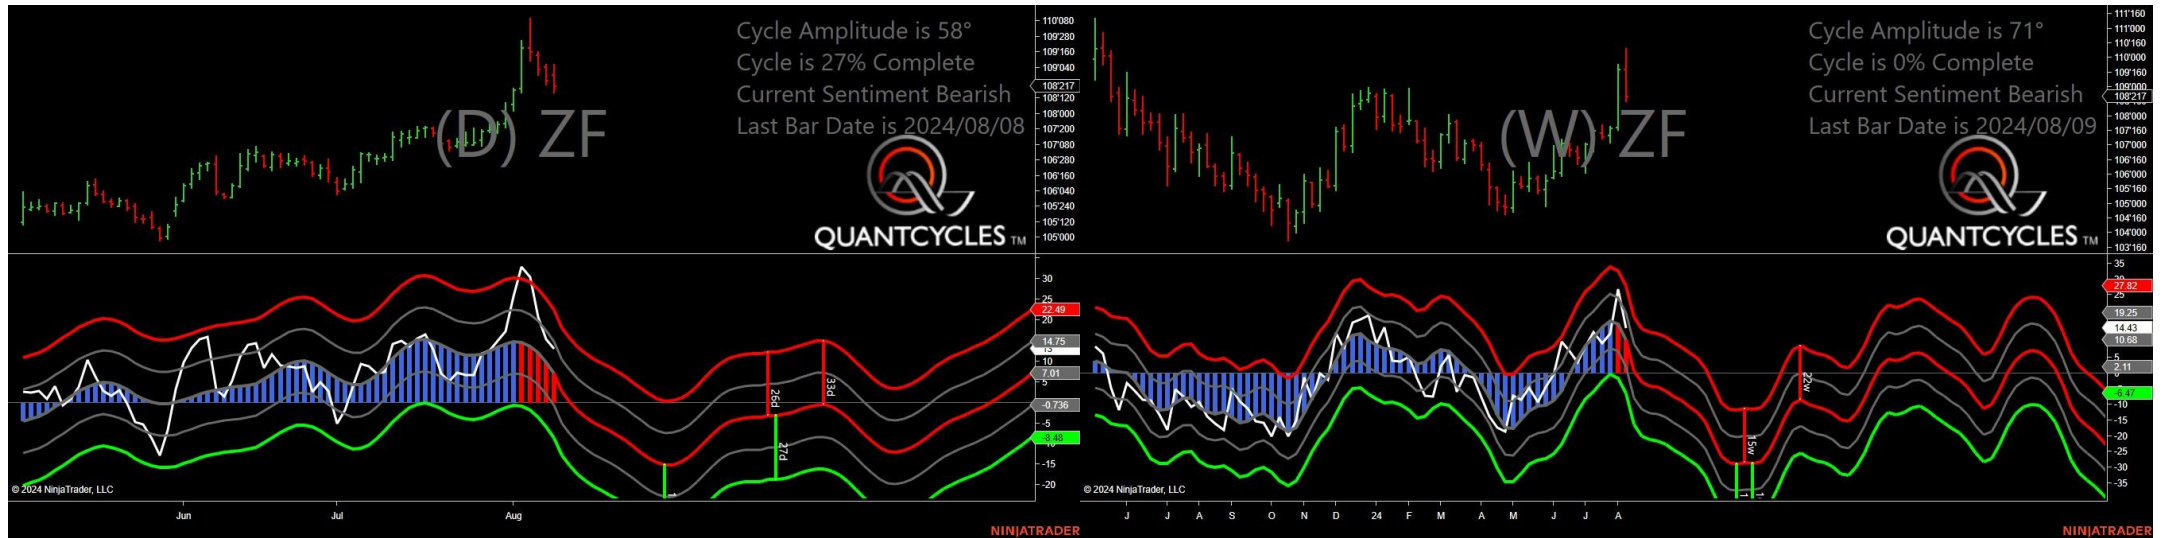 Cycle Amplitude is 58°
Cycle is 27% Complete
Current Sentiment Bearish
Last Bar Date is 2024/08/08
(D) ZF
QUANTCYCLES TM
110'080
109'280
109'160
109'040
108'217
108'120
108'000
107'200
107'080
106'280
106'160
106'040
105'240
105'120
105'000
30
25
22.49
20
14.75
10
7.01
5
-0.736
-5
-8.48
-15
-20
26d
27d
33d
© 2024 NinjaTrader, LLC
Jun
Jul
Aug
NINJATRADER
Cycle Amplitude is 71°
Cycle is 0% Complete
Current Sentiment Bearish
Last Bar Date is 2024/08/09
(W) ZF
QUANTCYCLES TM
111'160
111'000
110'160
110'000
109'160
109'000
108'217
108'000
107'160
107'000
106'160
106'000
105'160
105'000
104'160
104'000
103'160
35
27.82
25
19.25
14.43
10.68
5
2.11
-6.47
-10
-15
-20
-25
-30
-35
15w
22w
© 2024 NinjaTrader, LLC
J
J
A
S
O
N
D
24
F
M
A
M
J
J
A
NINJATRADER